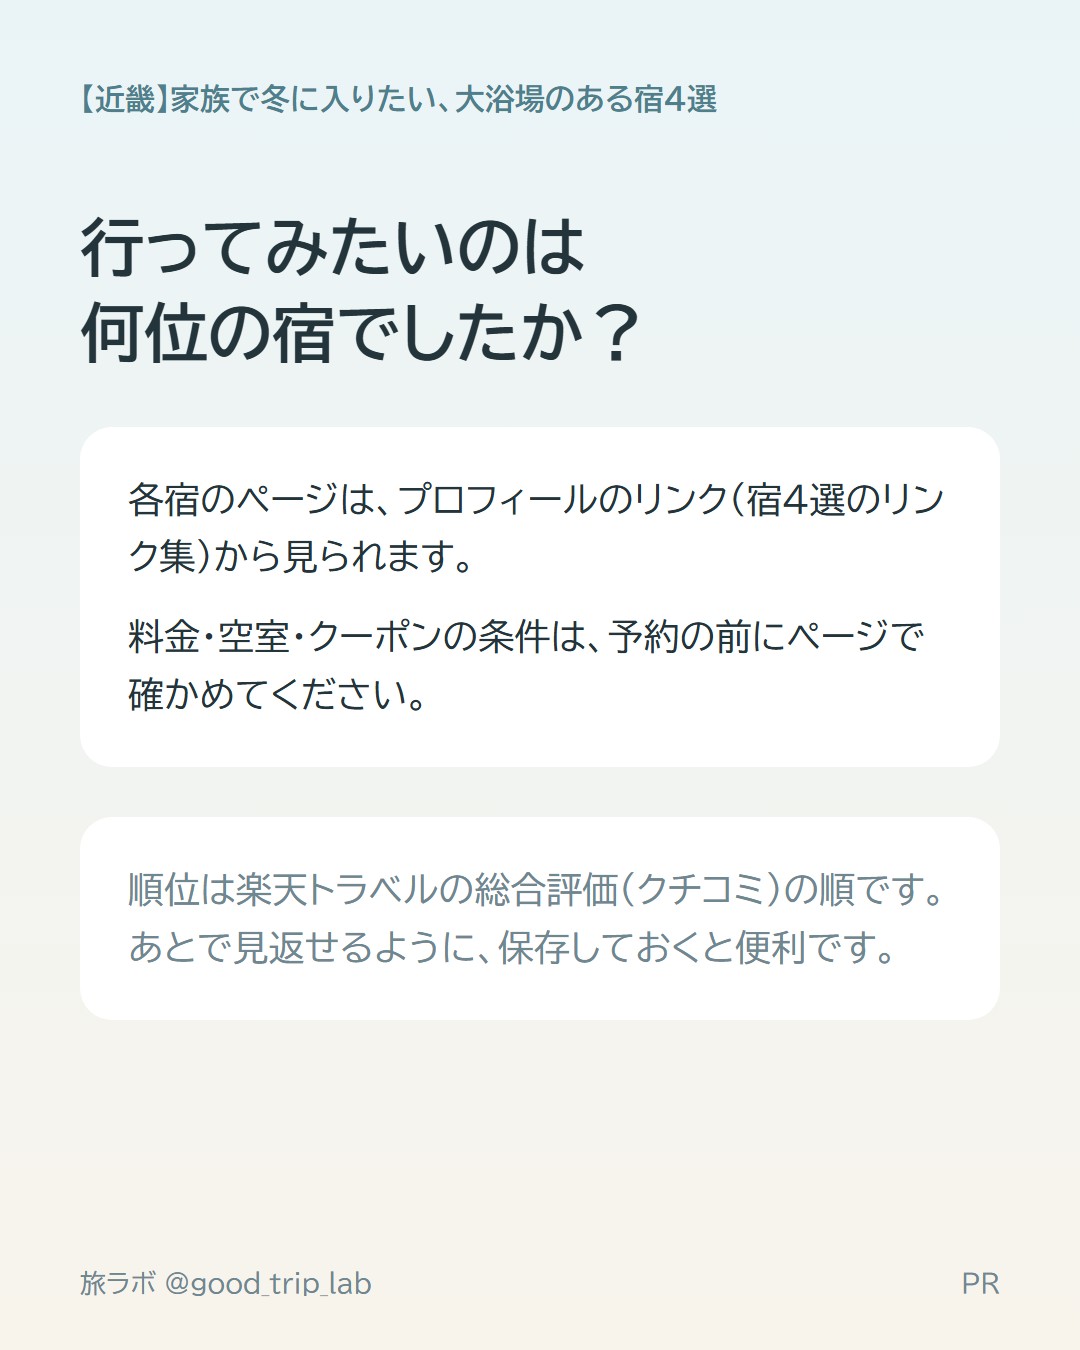 【近畿】家族で冬に入りたい、大浴場のある宿4選
行ってみたいのは
何位の宿でしたか？
各宿のページは、プロフィールのリンク(宿4選のリン
ク集)から見られます。
料金・空室・クーポンの条件は、予約の前にページで
確かめてください。
順位は楽天トラベルの総合評価(クチコミ)の順です。
あとで見返せるように、保存しておくと便利です。
旅ラボ @good_trip_lab
PR